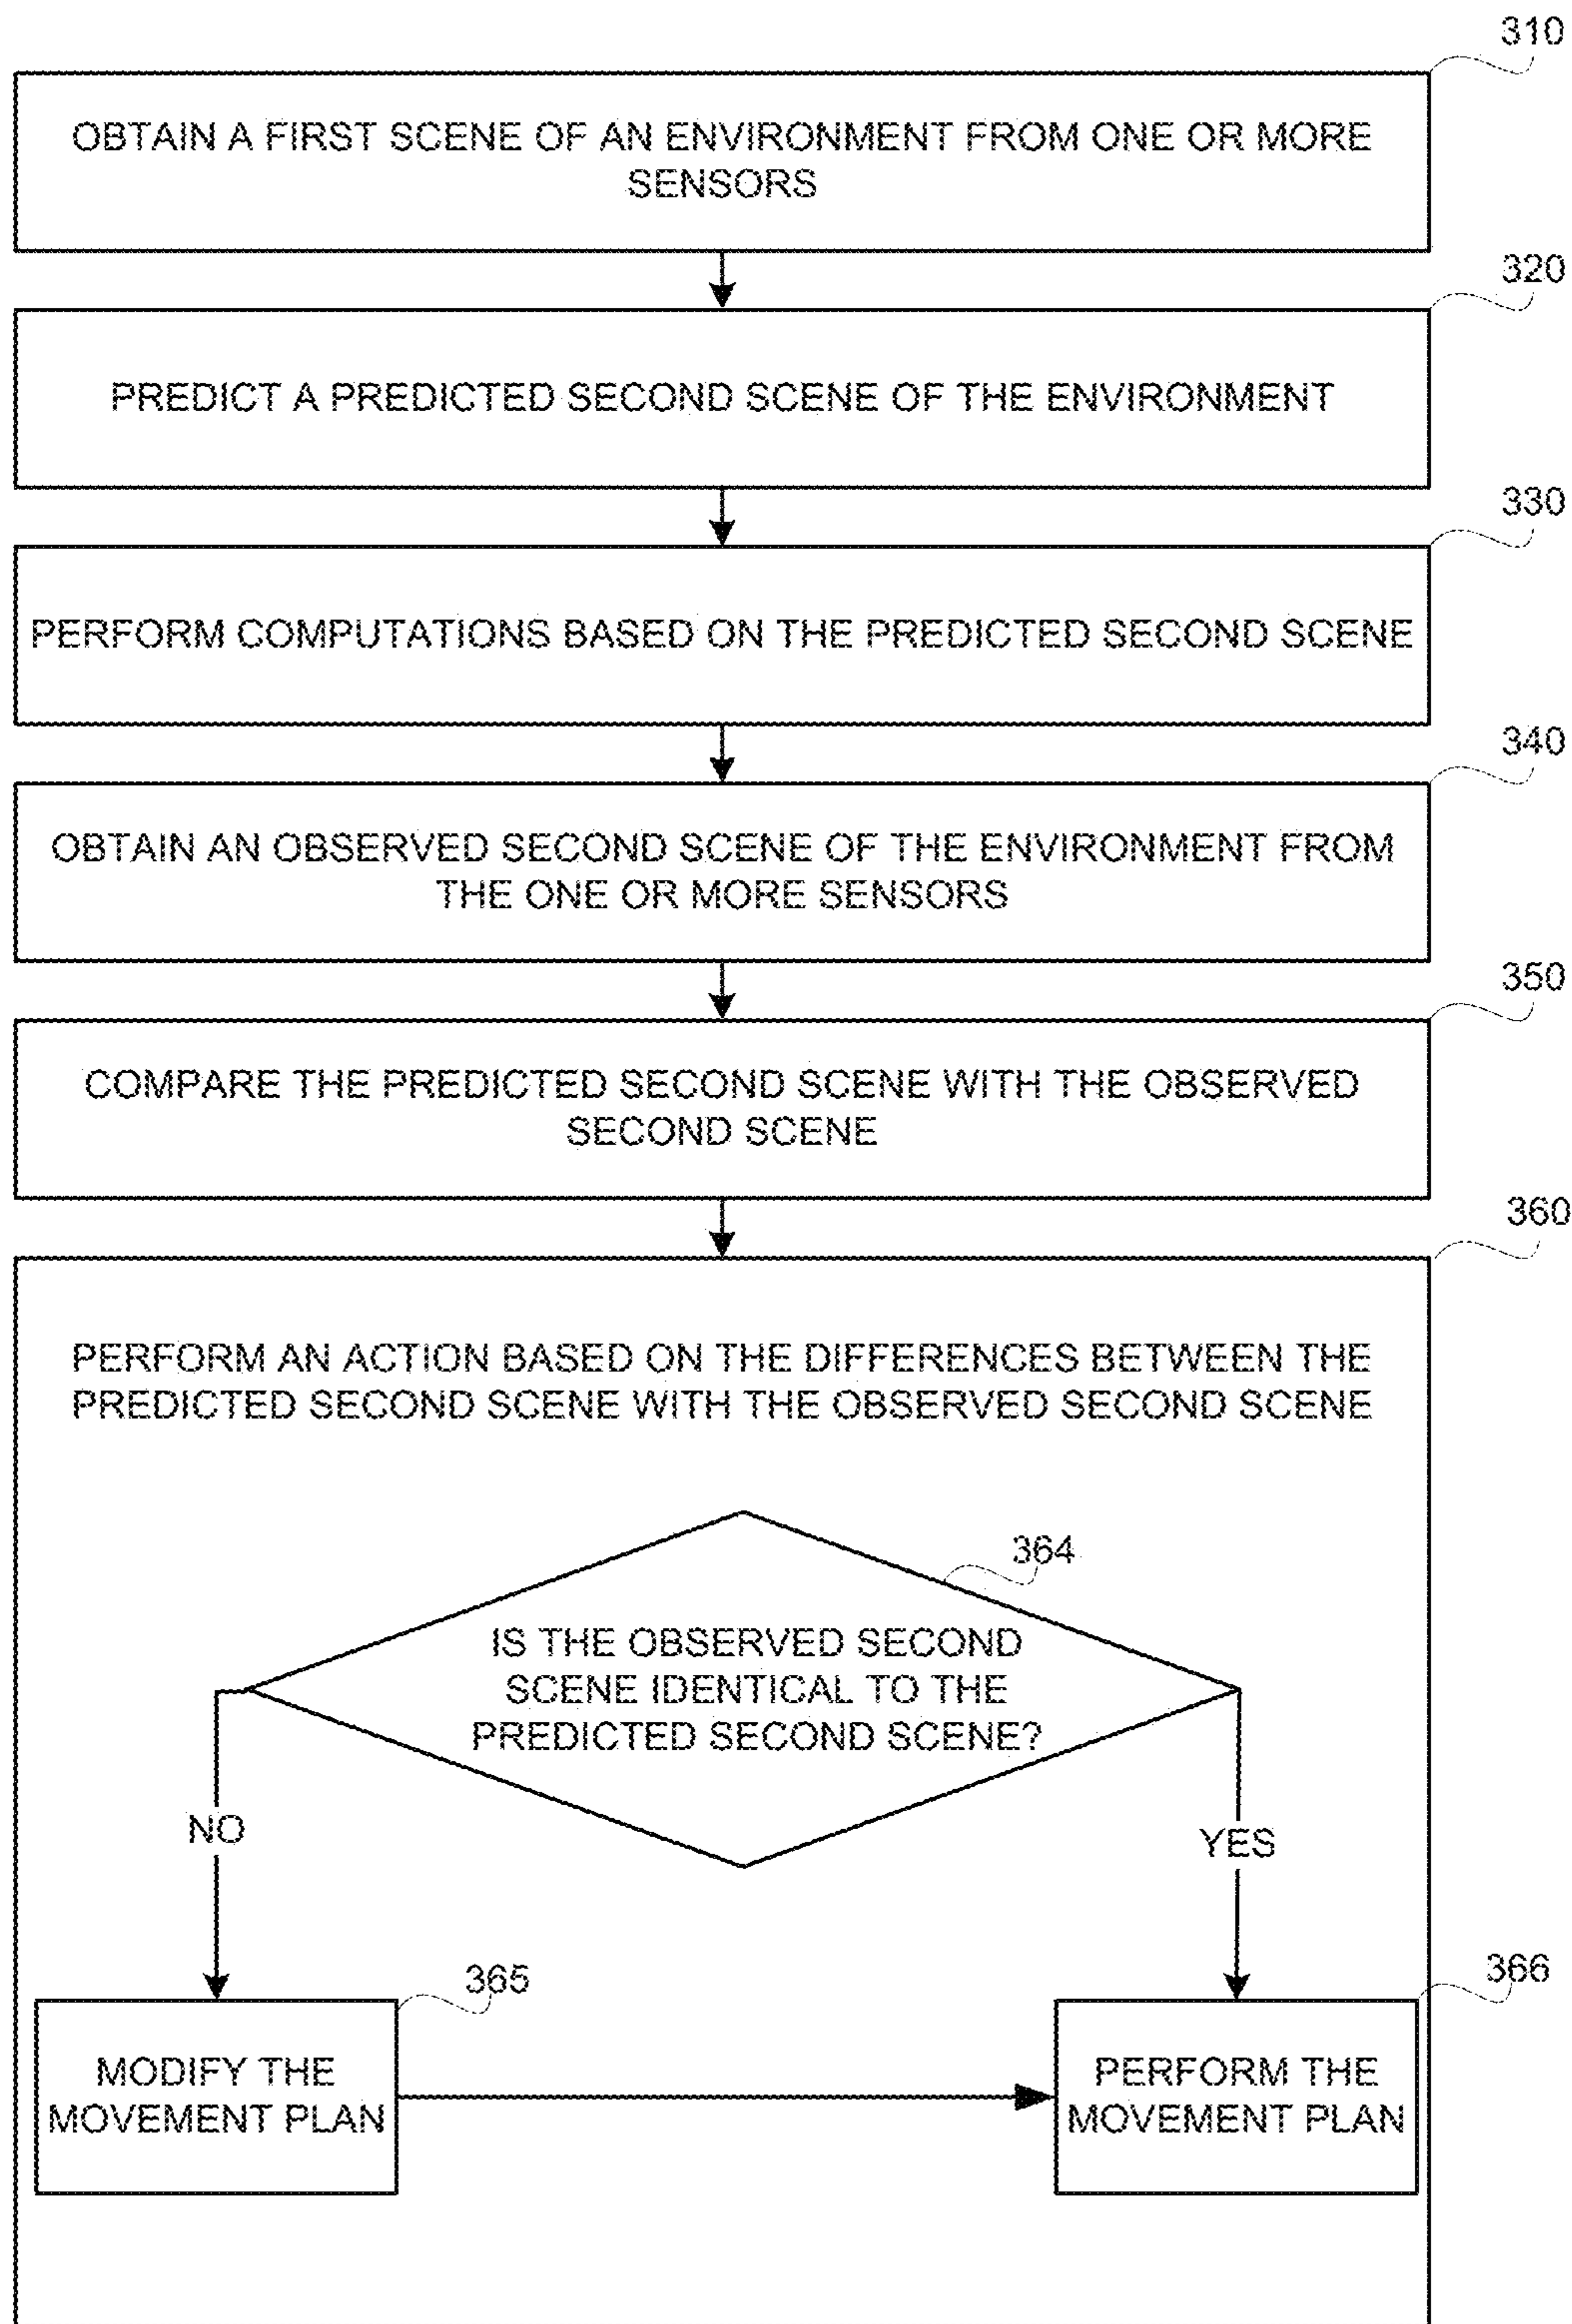 310
OBTAIN A FIRST SCENE OF AN ENVIRONMENT FROM ONE OR MORE
SENSORS
320
PREDICT A PREDICTED SECOND SCENE OF THE ENVIRONMENT
330
PERFORM COMPUTATIONS BASED ON THE PREDICTED SECOND SCENE
340
OBTAIN AN OBSERVED SECOND SCENE OF THE ENVIRONMENT FROM
THE ONE OR MORE SENSORS
350
COMPARE THE PREDICTED SECOND SCENE WITH THE OBSERVED
SECOND SCENE
360
PERFORM AN ACTION BASED ON THE DIFFERENCES BETWEEN THE
PREDICTED SECOND SCENE WITH THE OBSERVED SECOND SCENE
364
IS THE OBSERVED SECOND
SCENE IDENTICAL TO THE
PREDICTED SECOND SCENE?
NO
YES
365
MODIFY THE
MOVEMENT PLAN
366
PERFORM THE
MOVEMENT PLAN